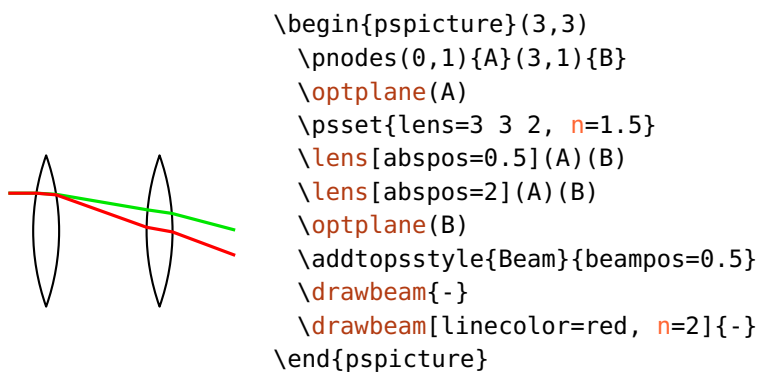 \begin{pspicture}(3,3)
  \pnodes(0,1){A}(3,1){B}
  \optplane(A)
  \psset{lens=3 3 2, n=1.5}
  \lens[abspos=0.5](A)(B)
  \lens[abspos=2](A)(B)
  \optplane(B)
  \addtopsstyle{Beam}{beampos=0.5}
  \drawbeam{-}
  \drawbeam[linecolor=red, n=2]{-}
\end{pspicture}